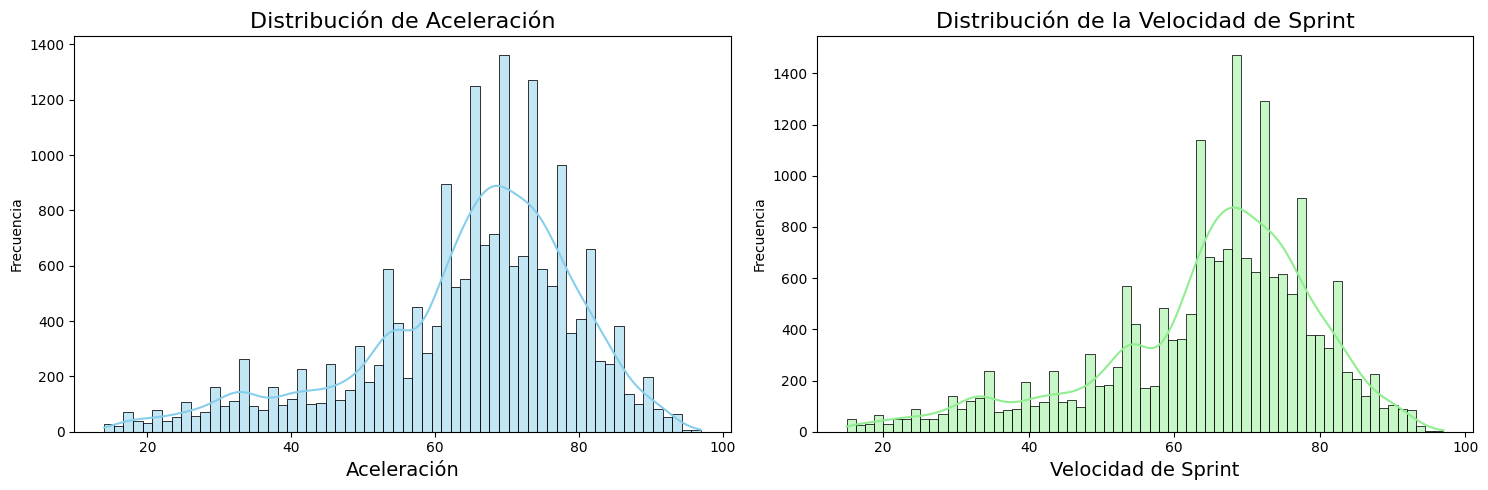 Distribución de Aceleración
1400
1200
1000
800
600
400
200
0
20 40 60 80 100
Frecuencia
Aceleración
Distribución de la Velocidad de Sprint
1400
1200
1000
800
600
400
200
0
20 40 60 80 100
Frecuencia
Velocidad de Sprint